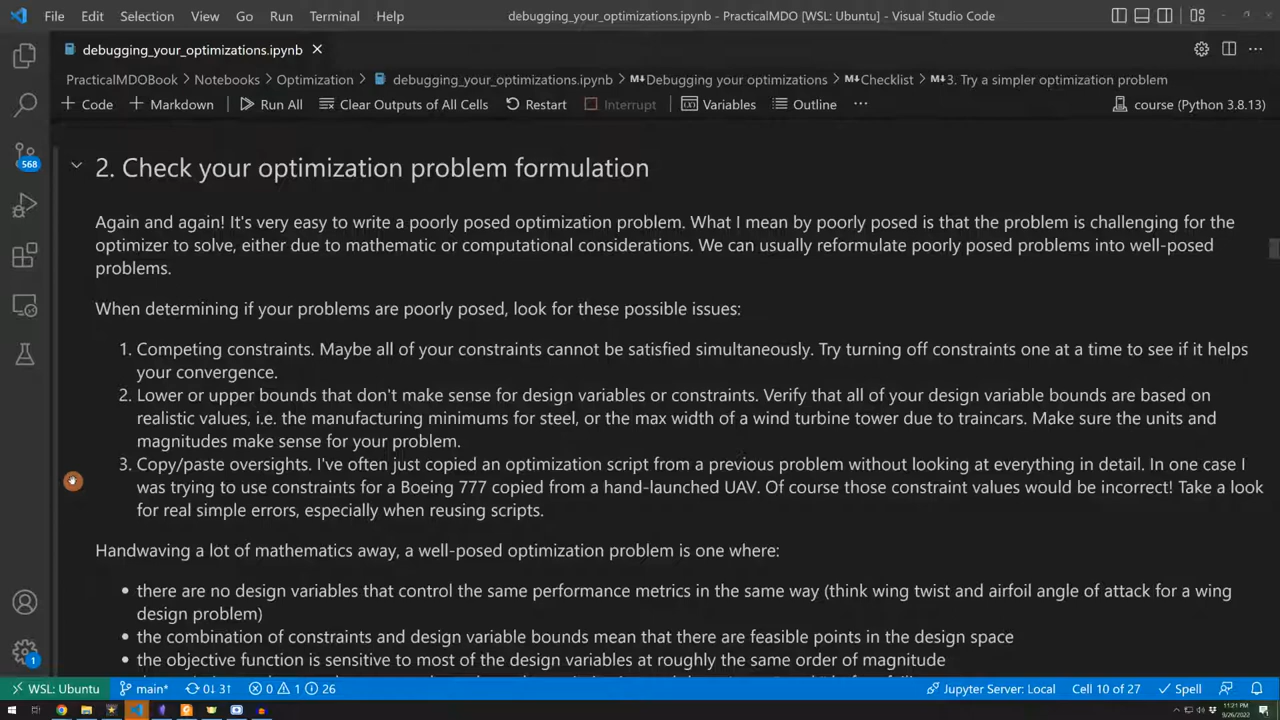 File Edit Selection View Go Run Terminal Help debugging_your_optimizations.ipynb - PracticalMDO [WSL: Ubuntu] - Visual Studio Code
debugging_your_optimizations.ipynb
PracticalMDOBook > Notebooks > Optimization > debugging_your_optimizations.ipynb > M↓Debugging your optimizations > M↓Checklist > M↓3. Try a simpler optimization problem
+ Code + Markdown Run All Clear Outputs of All Cells Restart Interrupt Variables Outline ... course (Python 3.8.13)
568
2. Check your optimization problem formulation
Again and again! It's very easy to write a poorly posed optimization problem. What I mean by poorly posed is that the problem is challenging for the
optimizer to solve, either due to mathematic or computational considerations. We can usually reformulate poorly posed problems into well-posed
problems.
When determining if your problems are poorly posed, look for these possible issues:
1. Competing constraints. Maybe all of your constraints cannot be satisfied simultaneously. Try turning off constraints one at a time to see if it helps
your convergence.
2. Lower or upper bounds that don't make sense for design variables or constraints. Verify that all of your design variable bounds are based on
realistic values, i.e. the manufacturing minimums for steel, or the max width of a wind turbine tower due to traincars. Make sure the units and
magnitudes make sense for your problem.
3. Copy/paste oversights. I've often just copied an optimization script from a previous problem without looking at everything in detail. In one case I
was trying to use constraints for a Boeing 777 copied from a hand-launched UAV. Of course those constraint values would be incorrect! Take a look
for real simple errors, especially when reusing scripts.
Handwaving a lot of mathematics away, a well-posed optimization problem is one where:
• there are no design variables that control the same performance metrics in the same way (think wing twist and airfoil angle of attack for a wing
design problem)
• the combination of constraints and design variable bounds mean that there are feasible points in the design space
• the objective function is sensitive to most of the design variables at roughly the same order of magnitude
1
WSL: Ubuntu main* 0↓ 31↑ 0 1 26 Jupyter Server: Local Cell 10 of 27 Spell
11:21 PM
9/26/2022